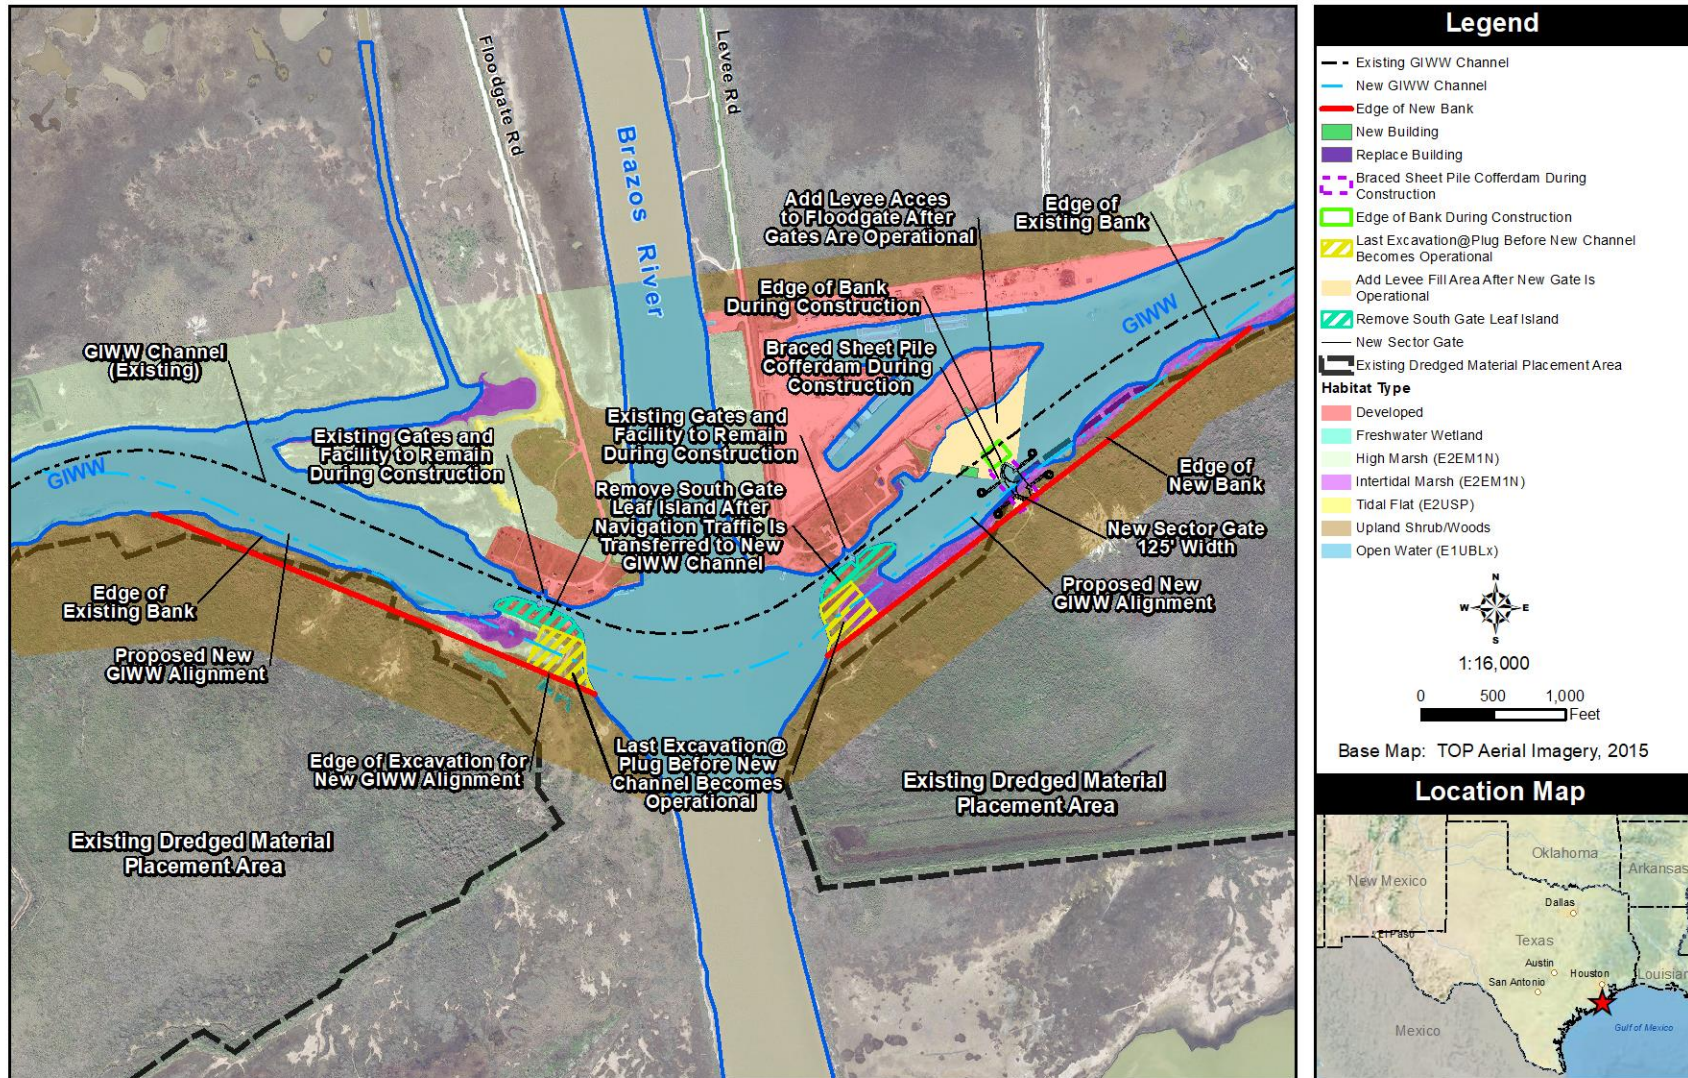 Floodgate Rd
Brazos River
Levee Rd
Add Levee Acces
to Floodgate After
Gates Are Operational
Edge of
Existing Bank
Edge of Bank
During Construction
GIWW
GIWW Channel
(Existing)
Braced Sheet Pile
Cofferdam During
Construction
Existing Gates and
Facility to Remain
During Construction
Existing Gates and
Facility to Remain
During Construction
GIWW
Remove South Gate
Leaf Island After
Navigation Traffic Is
Transferred to New
GIWW Channel
Edge of
New Bank
New Sector Gate
125' Width
Edge of
Existing Bank
Proposed New
GIWW Alignment
Proposed New
GIWW Alignment
Edge of Excavation for
New GIWW Alignment
Last Excavation@
Plug Before New
Channel Becomes
Operational
Existing Dredged Material
Placement Area
Existing Dredged Material
Placement Area
Legend
Existing GIWW Channel
New GIWW Channel
Edge of New Bank
New Building
Replace Building
Braced Sheet Pile Cofferdam During
Construction
Edge of Bank During Construction
Last Excavation@Plug Before New Channel
Becomes Operational
Add Levee Fill Area After New Gate Is
Operational
Remove South Gate Leaf Island
New Sector Gate
Existing Dredged Material Placement Area
Habitat Type
Developed
Freshwater Wetland
High Marsh (E2EM1N)
Intertidal Marsh (E2EM1N)
Tidal Flat (E2USP)
Upland Shrub/Woods
Open Water (E1UBLx)
N
W E
S
1:16,000
0 500 1,000
Feet
Base Map: TOP Aerial Imagery, 2015
Location Map
Oklahoma
Arkansas
New Mexico
Dallas
El Paso
Texas
Austin
Houston
San Antonio
Louisian
Mexico
Gulf of Mexico